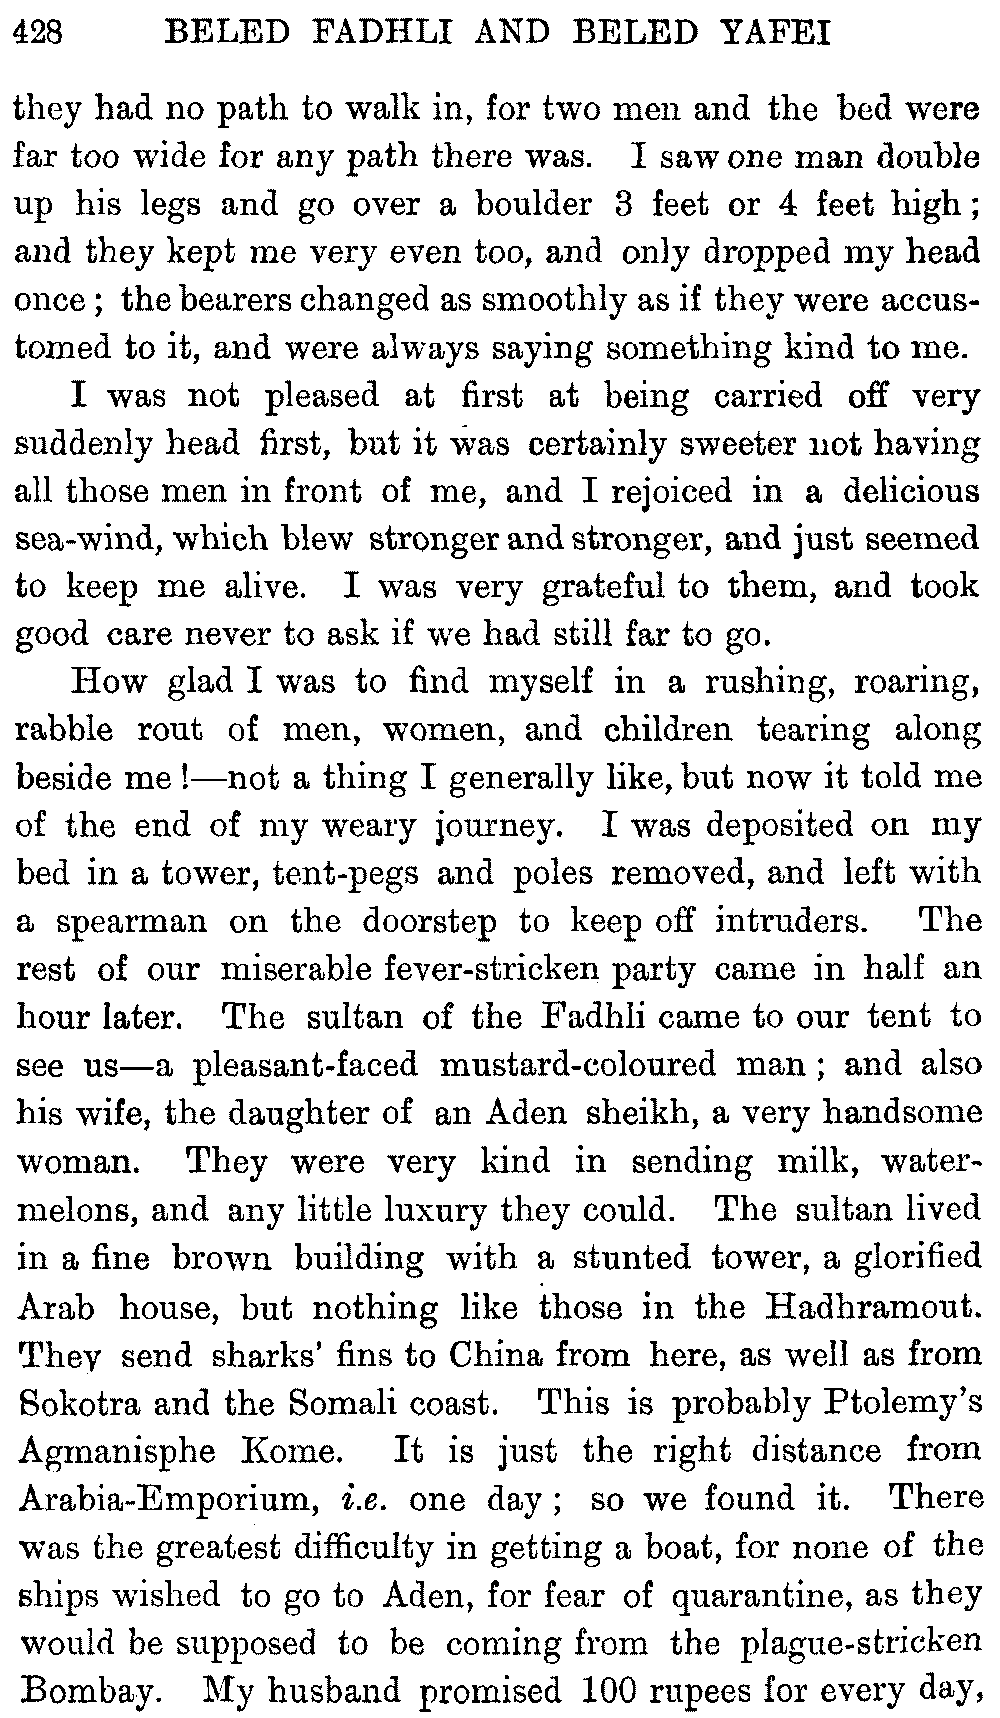 428 BELED FADHLI AND BELED YAFEI
they had no path to walk in, for two men and the bed were
far too wide for any path there was. I saw one man double
up his legs and go over a boulder 3 feet or 4 feet high;
and they kept me very even too, and only dropped my head
once; the bearers changed as smoothly as if they were accus-
tomed to it, and were always saying something kind to me.
I was not pleased at first at being carried off very
suddenly head first, but it was certainly sweeter not having
all those men in front of me, and I rejoiced in a delicious
sea-wind, which blew stronger and stronger, and just seemed
to keep me alive. I was very grateful to them, and took
good care never to ask if we had still far to go.
How glad I was to find myself in a rushing, roaring,
rabble rout of men, women, and children tearing along
beside me!—not a thing I generally like, but now it told me
of the end of my weary journey. I was deposited on my
bed in a tower, tent-pegs and poles removed, and left with
a spearman on the doorstep to keep off intruders. The
rest of our miserable fever-stricken party came in half an
hour later. The sultan of the Fadhli came to our tent to
see us—a pleasant-faced mustard-coloured man; and also
his wife, the daughter of an Aden sheikh, a very handsome
woman. They were very kind in sending milk, water-
melons, and any little luxury they could. The sultan lived
in a fine brown building with a stunted tower, a glorified
Arab house, but nothing like those in the Hadhramout.
They send sharks' fins to China from here, as well as from
Sokotra and the Somali coast. This is probably Ptolemy's
Agmanisphe Kome. It is just the right distance from
Arabia-Emporium, i.e. one day; so we found it. There
was the greatest difficulty in getting a boat, for none of the
ships wished to go to Aden, for fear of quarantine, as they
would be supposed to be coming from the plague-stricken
Bombay. My husband promised 100 rupees for every day,